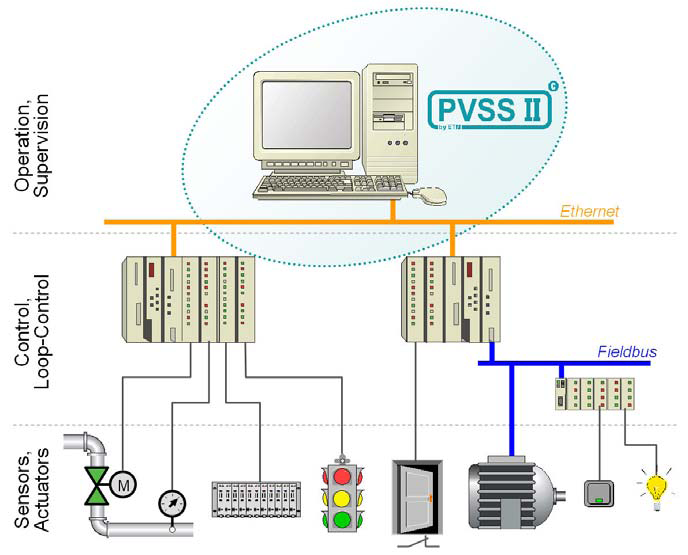 Operation,
Supervision
PVSS II
©
by ETM
Ethernet
Control,
Loop-Control
Fieldbus
Sensors,
Actuators
M